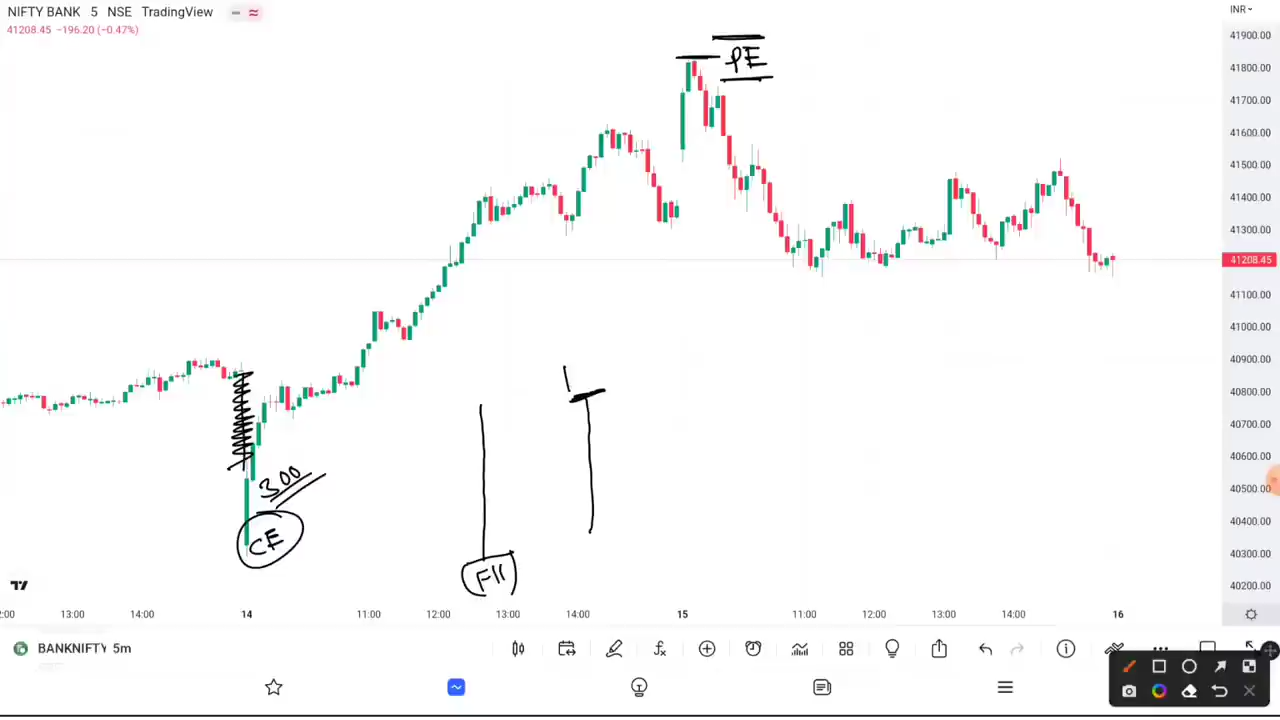 NIFTY BANK 5 NSE TradingView
INR
41208.45 −196.20 (−0.47%)
41900.00
PE
41800.00
41700.00
41600.00
41500.00
41400.00
41300.00
41208.45
41100.00
41000.00
40900.00
40800.00
40700.00
40600.00
300
40500.00
40400.00
CE
40300.00
FII
40200.00
13:00 14:00 14 11:00 12:00 13:00 14:00 15 11:00 12:00 13:00 14:00 16
BANKNIFTY 5m